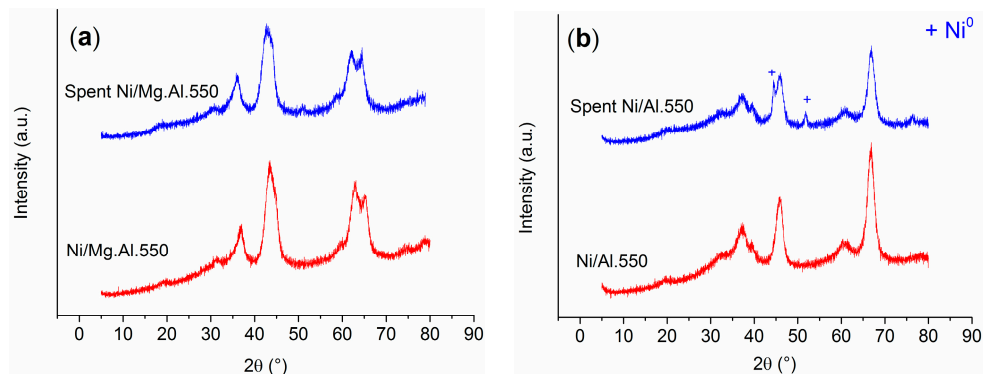 (a)
Spent Ni/Mg.Al.550
Ni/Mg.Al.550
Intensity (a.u.)
0 10 20 30 40 50 60 70 80 90
2θ (°)
(b)
+ Ni⁰
+
+
Spent Ni/Al.550
Ni/Al.550
Intensity (a.u.)
0 10 20 30 40 50 60 70 80 90
2θ (°)